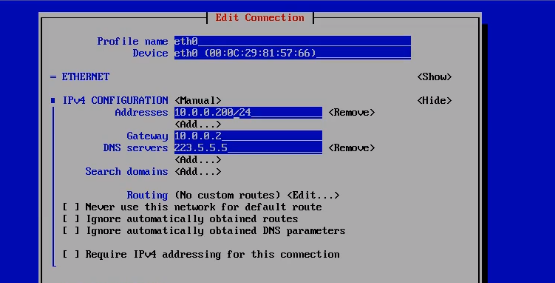 Edit Connection
Profile name eth0
Device eth0 (00:0C:29:81:57:66)
ETHERNET <Show>
IPv4 CONFIGURATION <Manual> <Hide>
Addresses 10.0.0.200/24 <Remove>
<Add...>
Gateway 10.0.0.2
DNS servers 223.5.5.5 <Remove>
<Add...>
Search domains <Add...>
Routing (No custom routes) <Edit...>
[ ] Never use this network for default route
[ ] Ignore automatically obtained routes
[ ] Ignore automatically obtained DNS parameters
[ ] Require IPv4 addressing for this connection